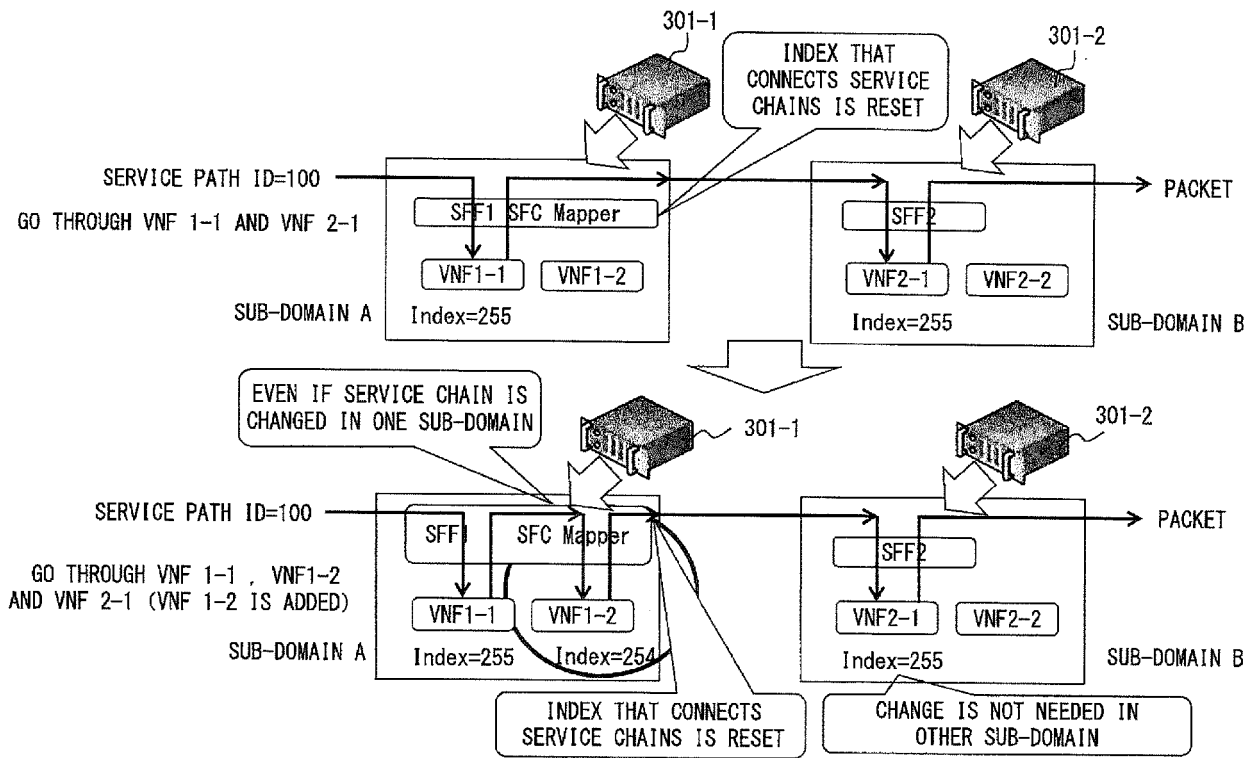 301-1
301-2
INDEX THAT
CONNECTS SERVICE
CHAINS IS RESET
SERVICE PATH ID=100
PACKET
GO THROUGH VNF 1-1 AND VNF 2-1
SFF1 SFC Mapper
SFF2
VNF1-1
VNF1-2
VNF2-1
VNF2-2
SUB-DOMAIN A
Index=255
Index=255
SUB-DOMAIN B
EVEN IF SERVICE CHAIN IS
CHANGED IN ONE SUB-DOMAIN
301-1
301-2
SERVICE PATH ID=100
PACKET
SFF1
SFC Mapper
SFF2
GO THROUGH VNF 1-1 , VNF1-2
AND VNF 2-1 (VNF 1-2 IS ADDED)
VNF1-1
VNF1-2
VNF2-1
VNF2-2
SUB-DOMAIN A
Index=255
Index=254
Index=255
SUB-DOMAIN B
INDEX THAT CONNECTS
SERVICE CHAINS IS RESET
CHANGE IS NOT NEEDED IN
OTHER SUB-DOMAIN